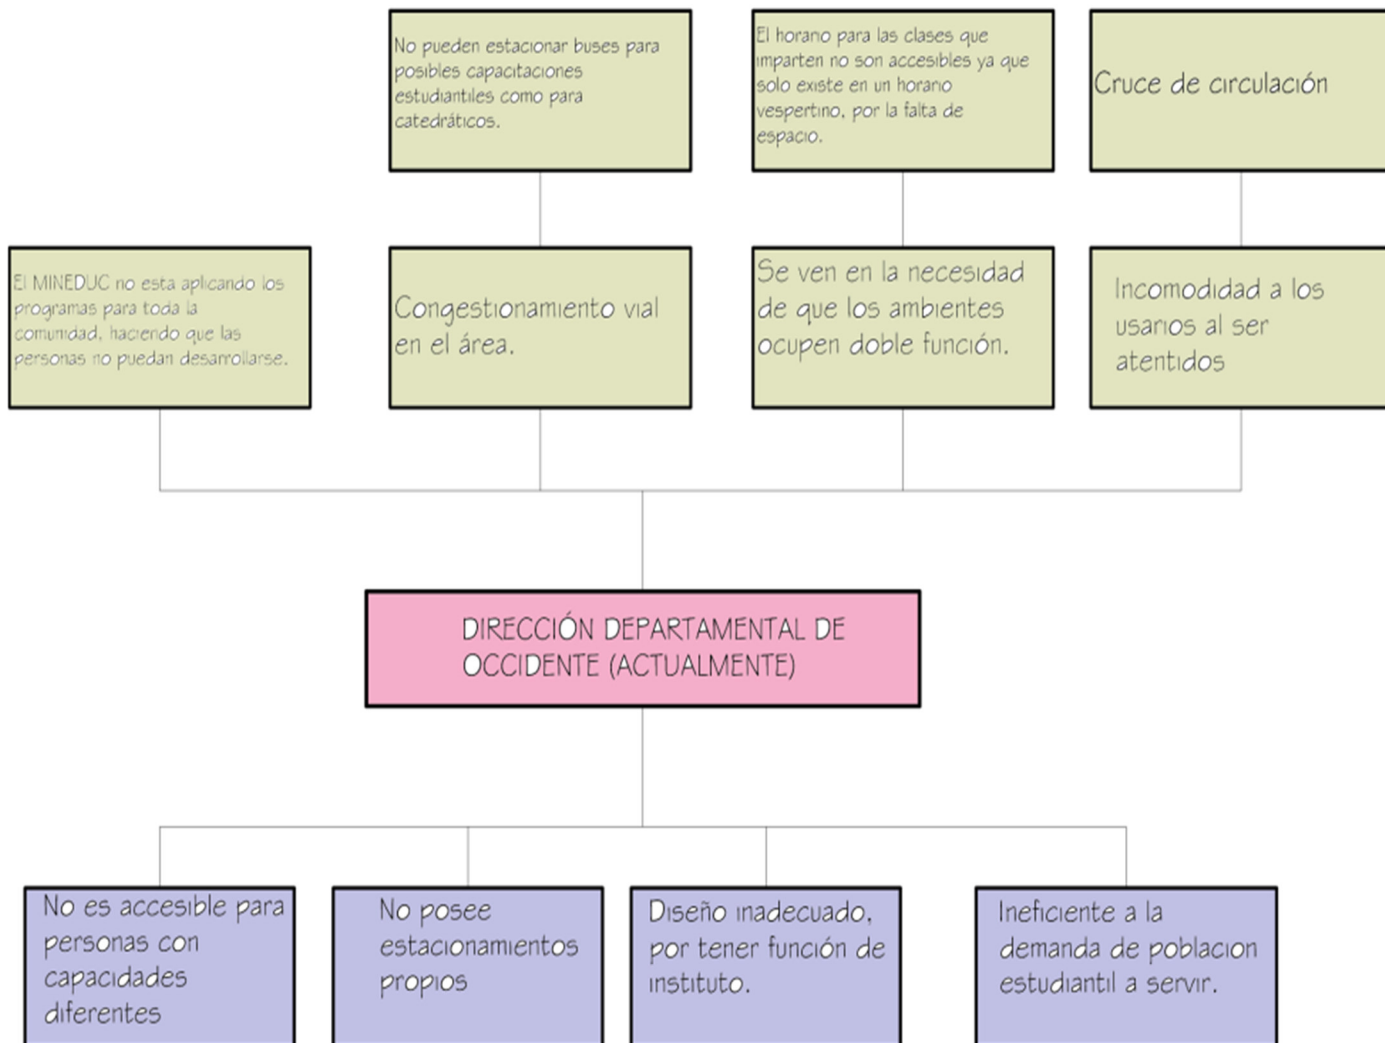 No pueden estacionar buses para
posibles capacitaciones
estudiantiles como para
catedráticos.
El horario para las clases que
imparten no son accesibles ya que
solo existe en un horario
vespertino, por la falta de
espacio.
Cruce de circulación
El MINEDUC no esta aplicando los
programas para toda la
comunidad, haciendo que las
personas no puedan desarrollarse.
Congestionamiento vial
en el área.
Se ven en la necesidad
de que los ambientes
ocupen doble función.
Incomodidad a los
usarios al ser
atentidos
DIRECCIÓN DEPARTAMENTAL DE
OCCIDENTE (ACTUALMENTE)
No es accesible para
personas con
capacidades
diferentes
No posee
estacionamientos
propios
Diseño inadecuado,
por tener función de
instituto.
Ineficiente a la
demanda de poblacion
estudiantil a servir.